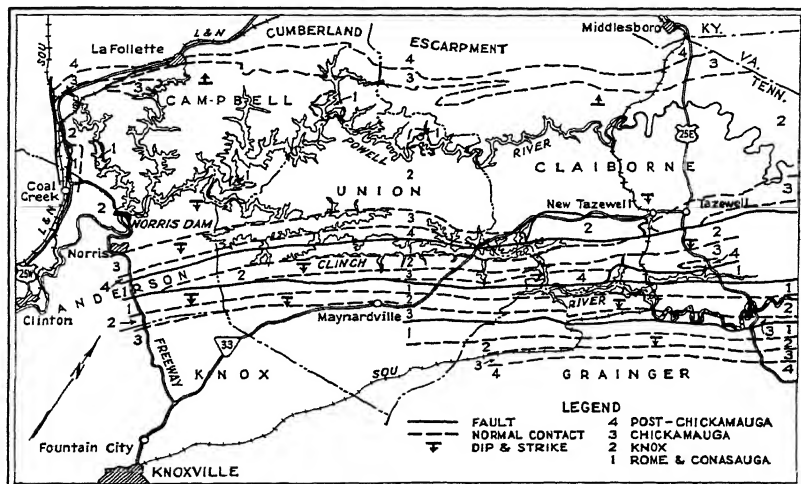 Middlesboro
KY.
VA.
TENN.
L&N
CUMBERLAND
ESCARPMENT
SOU
LaFollette
CAMPBELL
POWELL
RIVER
CLAIBORNE
25E
UNION
Coal
Creek
L&N
NORRIS DAM
New Tazewell
Tazewell
Norris
25W
ANDERSON
CLINCH
RIVER
Clinton
Maynardville
FREEWAY
33
KNOX
SOU
GRAINGER
Fountain City
KNOXVILLE
LEGEND
FAULT 4 POST-CHICKAMAUGA
NORMAL CONTACT 3 CHICKAMAUGA
DIP & STRIKE 2 KNOX
1 ROME & CONASAUGA